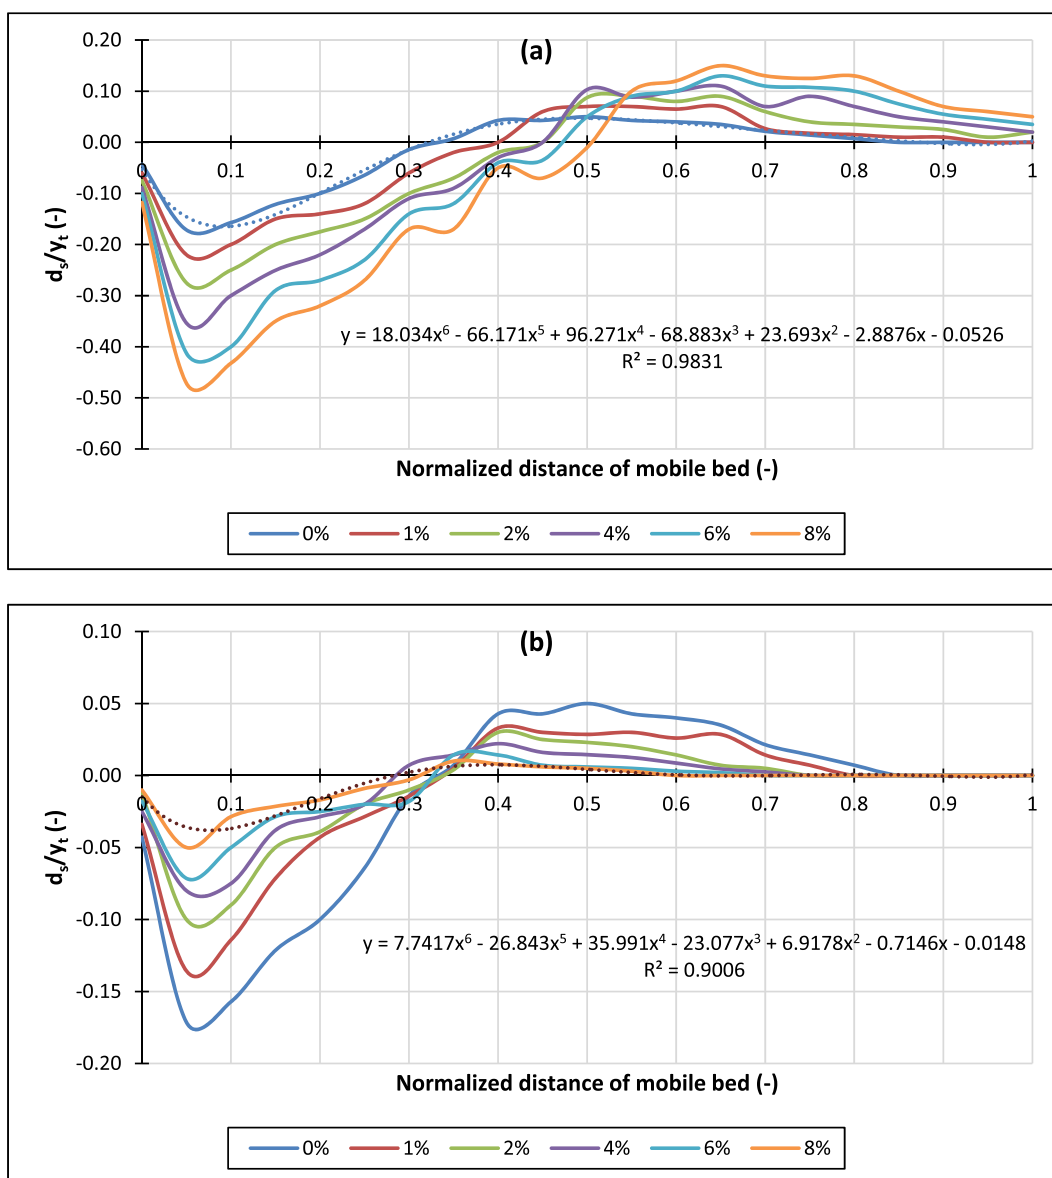 (a)
0.20
0.10
0.00
-0.10
-0.20
-0.30
-0.40
-0.50
-0.60
d_s/y_t (-)
0 0.1 0.2 0.3 0.4 0.5 0.6 0.7 0.8 0.9 1
y = 18.034x⁶ - 66.171x⁵ + 96.271x⁴ - 68.883x³ + 23.693x² - 2.8876x - 0.0526
R² = 0.9831
Normalized distance of mobile bed (-)
0% 1% 2% 4% 6% 8%
(b)
0.10
0.05
0.00
-0.05
-0.10
-0.15
-0.20
d_s/y_t (-)
0 0.1 0.2 0.3 0.4 0.5 0.6 0.7 0.8 0.9 1
y = 7.7417x⁶ - 26.843x⁵ + 35.991x⁴ - 23.077x³ + 6.9178x² - 0.7146x - 0.0148
R² = 0.9006
Normalized distance of mobile bed (-)
0% 1% 2% 4% 6% 8%